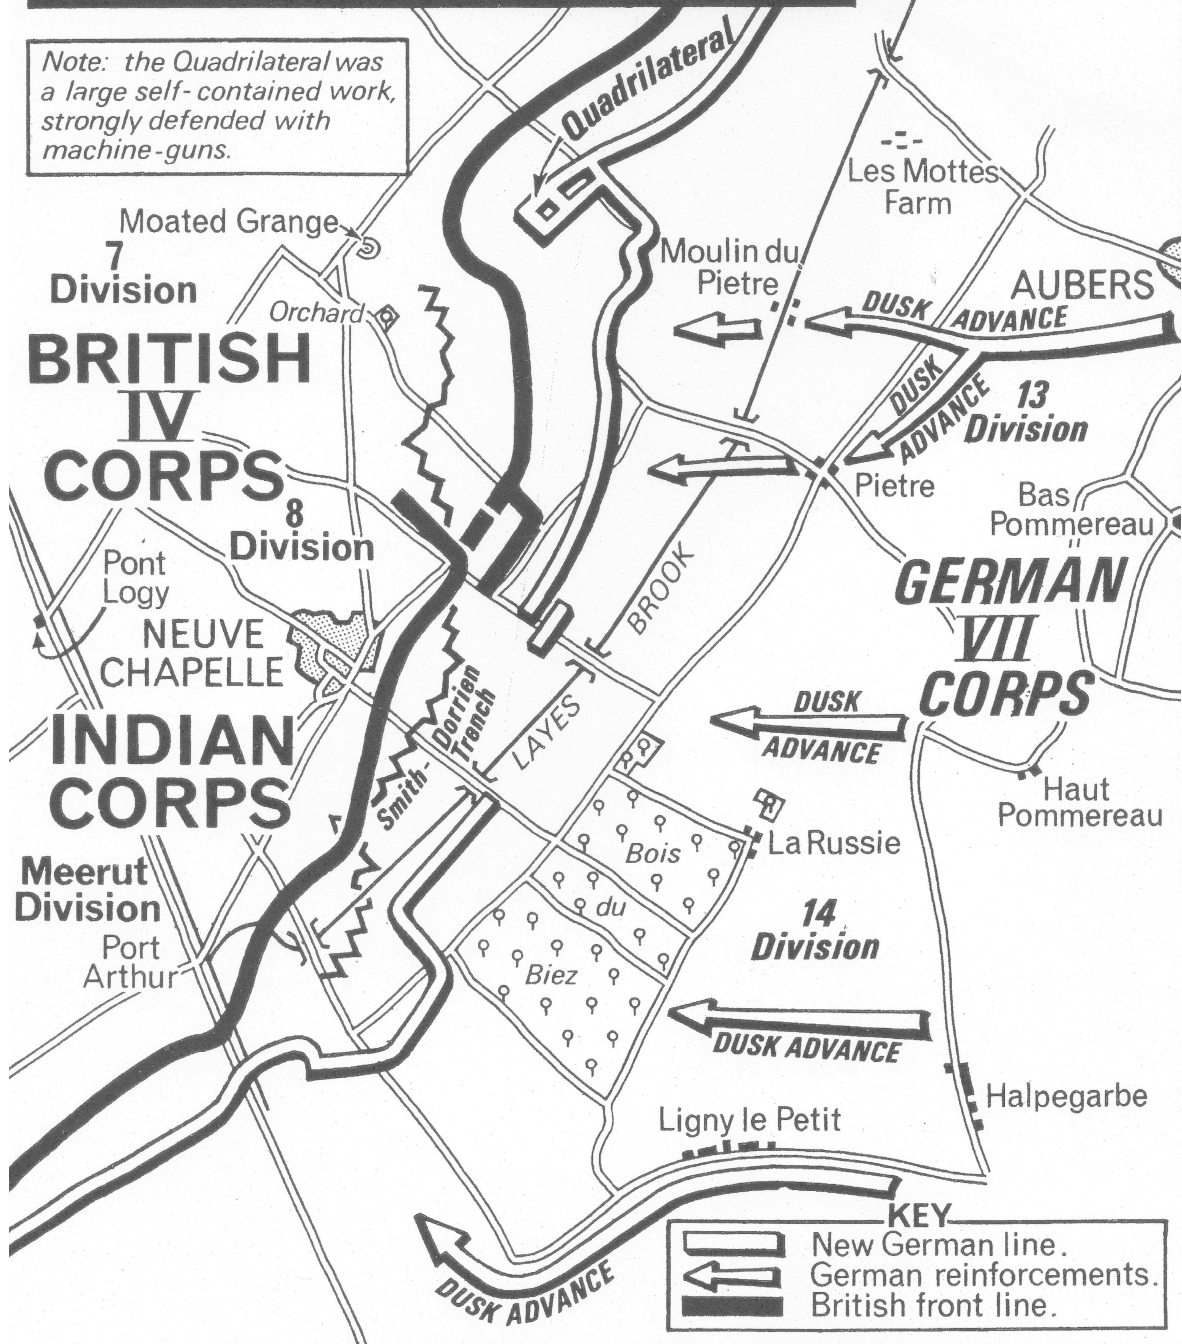 Note: the Quadrilateral was
a large self-contained work,
strongly defended with
machine-guns.
Quadrilateral
Les Mottes
Farm
Moated Grange
7
Division
Moulin du
Pietre
AUBERS
Orchard
DUSK ADVANCE
BRITISH
IV
CORPS
DUSK
ADVANCE
13
Division
8
Division
Pietre
Bas
Pommereau
Pont
Logy
BROOK
GERMAN
VII
CORPS
NEUVE
CHAPELLE
INDIAN
CORPS
Smith-Dorrien
Trench
LAYES
DUSK
ADVANCE
Haut
Pommereau
Bois
du
Biez
La Russie
Meerut
Division
14
Division
Port
Arthur
DUSK ADVANCE
Halpegarbe
Ligny le Petit
DUSK ADVANCE
KEY
New German line.
German reinforcements.
British front line.